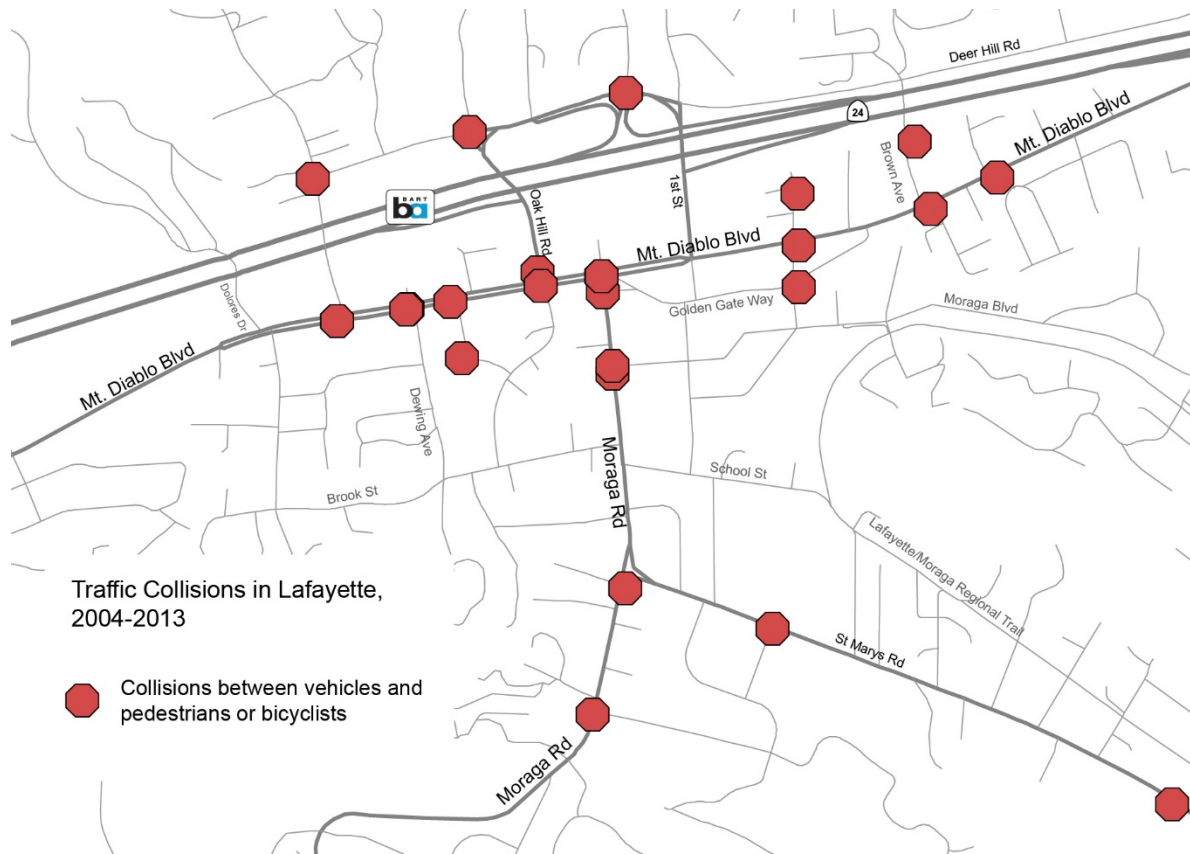 Deer Hill Rd
24
Mt. Diablo Blvd
Brown Ave
BART
ba
Oak Hill Rd
1st St
Mt. Diablo Blvd
Dolores Dr
Golden Gate Way
Moraga Blvd
Mt. Diablo Blvd
Dewing Ave
Moraga Rd
School St
Brook St
Lafayette/Moraga Regional Trail
Traffic Collisions in Lafayette,
2004-2013
St Marys Rd
Collisions between vehicles and
pedestrians or bicyclists
Moraga Rd